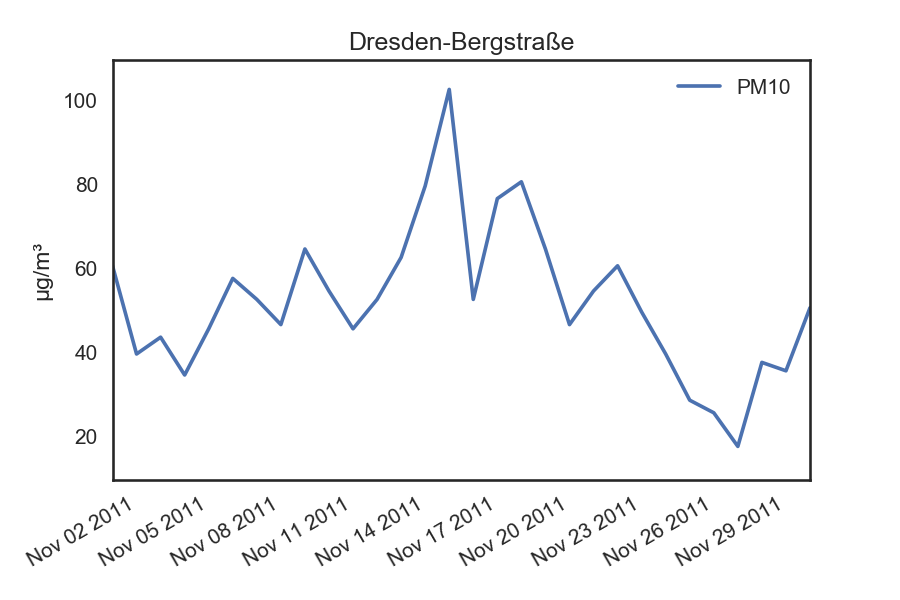 Dresden-Bergstraße
PM10
µg/m³
100
80
60
40
20
Nov 02 2011
Nov 05 2011
Nov 08 2011
Nov 11 2011
Nov 14 2011
Nov 17 2011
Nov 20 2011
Nov 23 2011
Nov 26 2011
Nov 29 2011